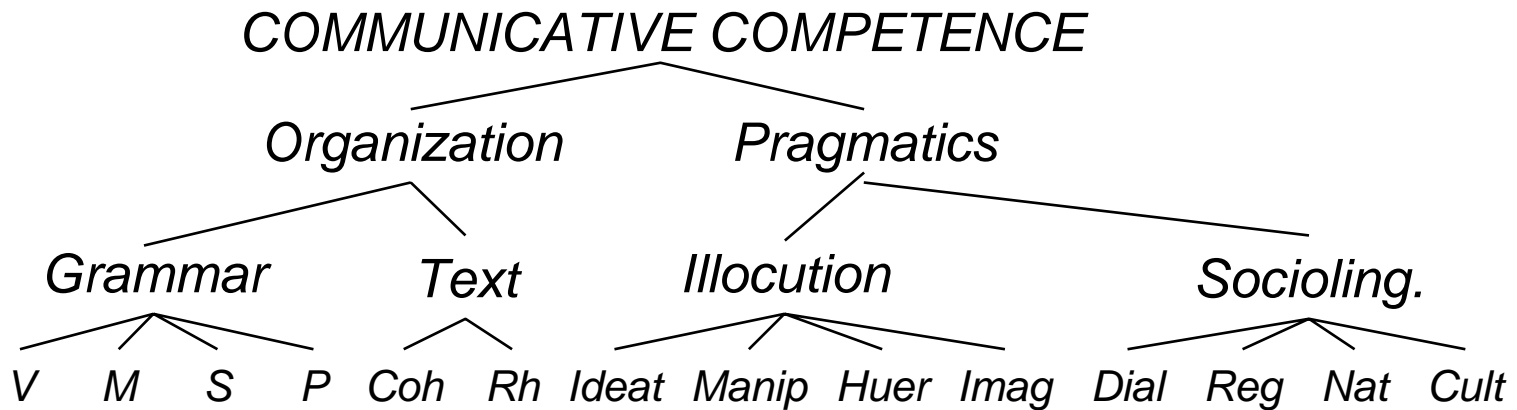 COMMUNICATIVE COMPETENCE
Organization Pragmatics
Grammar Text Illocution Socioling.
V M S P Coh Rh Ideat Manip Huer Imag Dial Reg Nat Cult